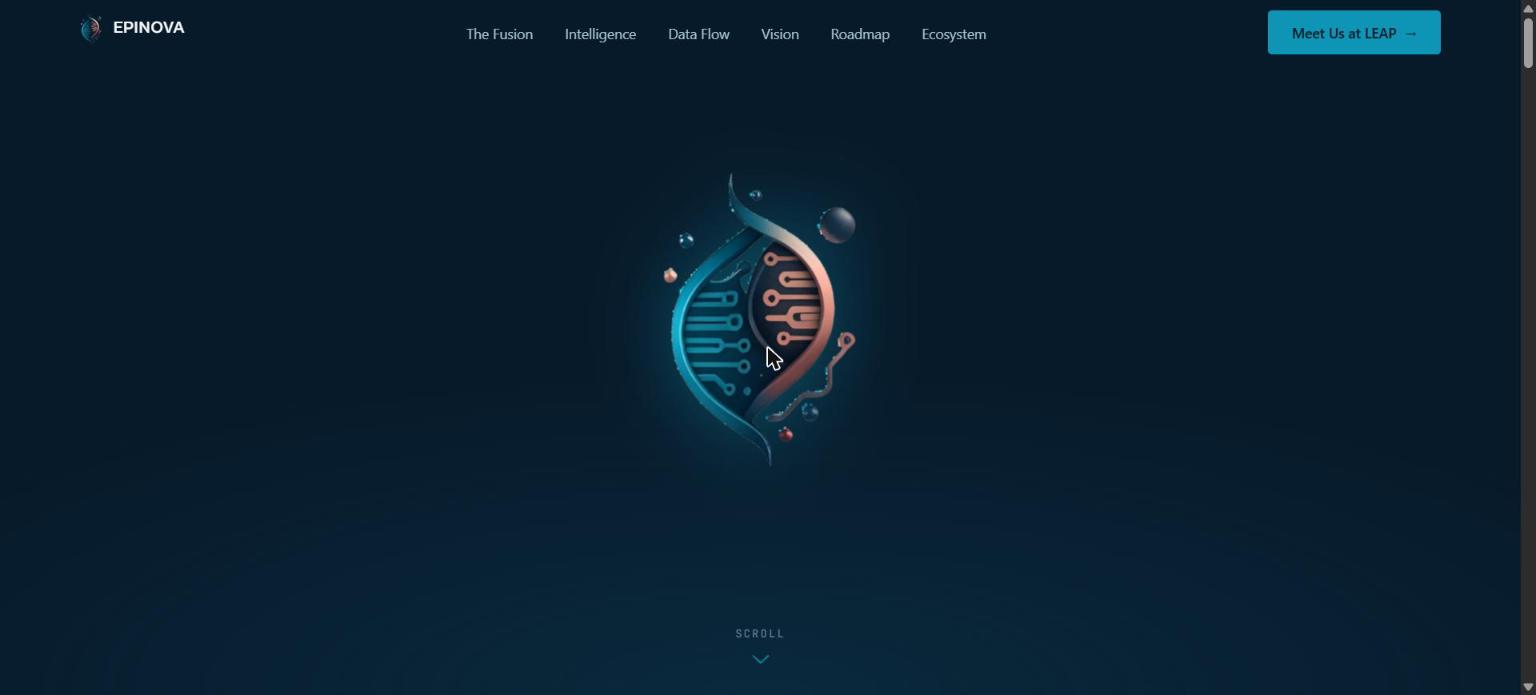 EPINOVA
The Fusion
Intelligence
Data Flow
Vision
Roadmap
Ecosystem
Meet Us at LEAP →
SCROLL